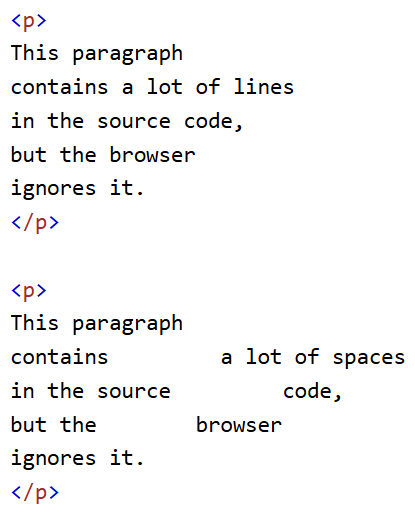 <p>
This paragraph
contains a lot of lines
in the source code,
but the browser
ignores it.
</p>

<p>
This paragraph
contains         a lot of spaces
in the source         code,
but the        browser
ignores it.
</p>